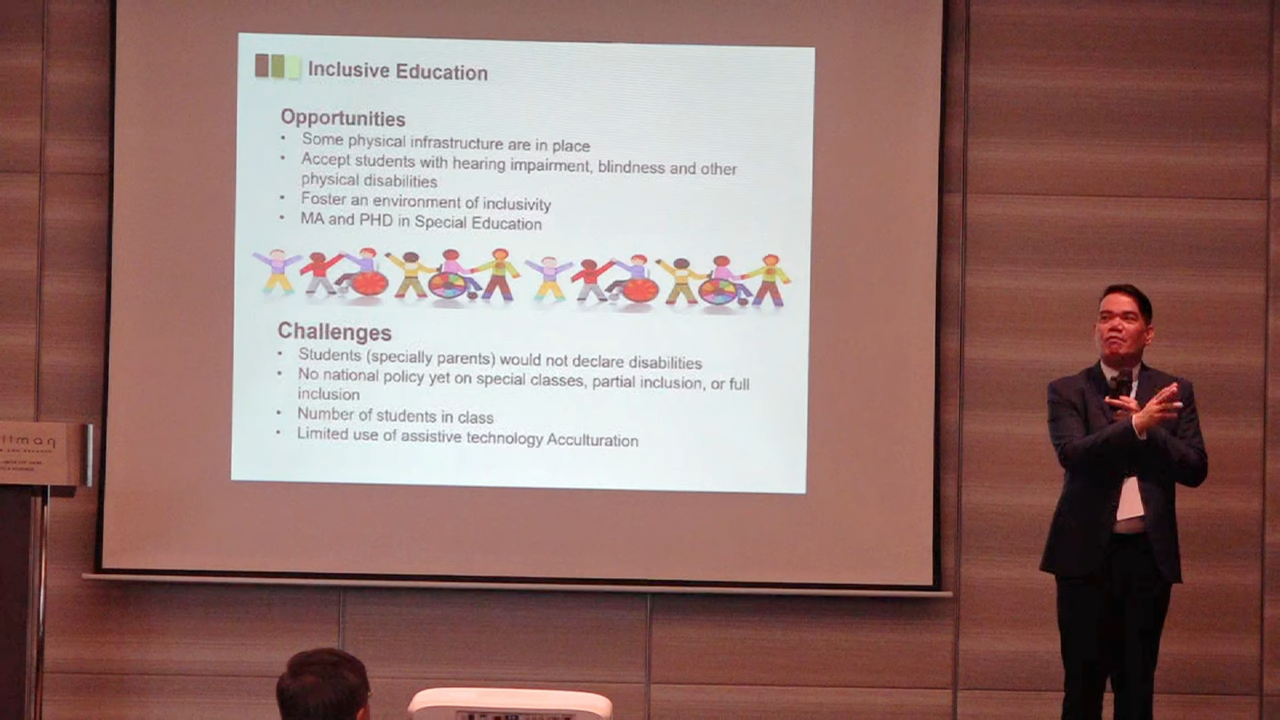 Inclusive Education
Opportunities
• Some physical infrastructure are in place
• Accept students with hearing impairment, blindness and other
physical disabilities
• Foster an environment of inclusivity
• MA and PHD in Special Education
Challenges
• Students (specially parents) would not declare disabilities
• No national policy yet on special classes, partial inclusion, or full
inclusion
• Number of students in class
• Limited use of assistive technology Acculturation
llman